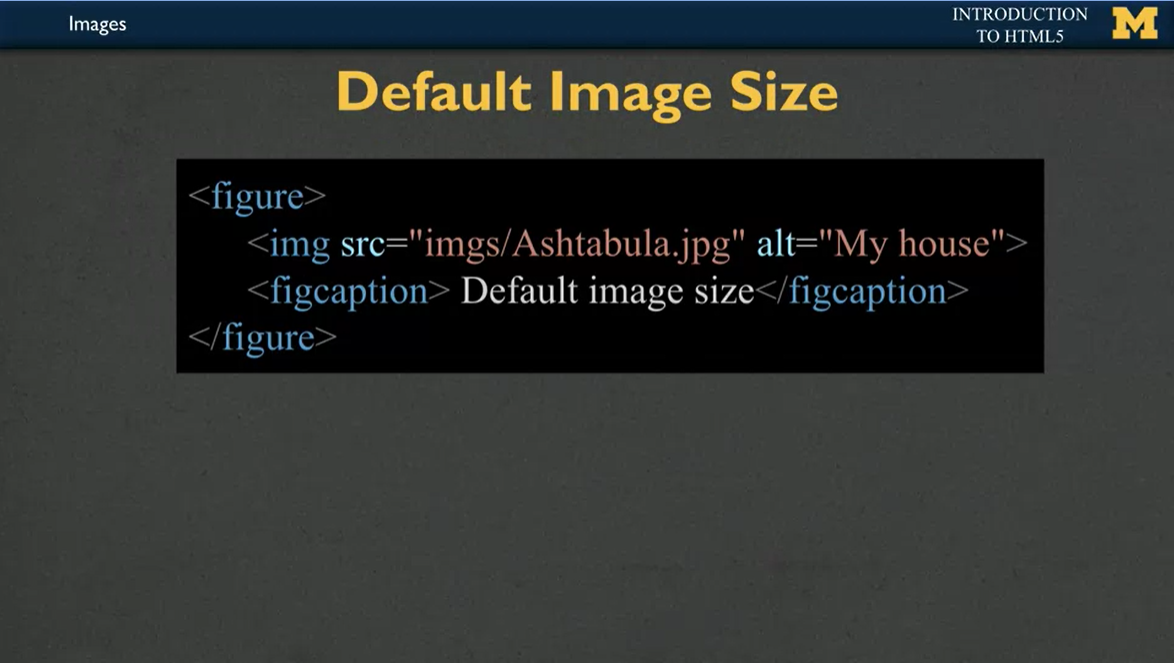 Images
INTRODUCTION
TO HTML5
M
Default Image Size
<figure>
<img src="imgs/Ashtabula.jpg" alt="My house">
<figcaption> Default image size</figcaption>
</figure>